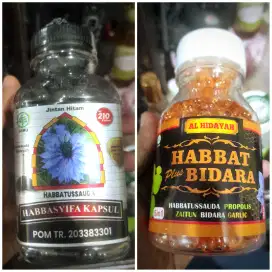 Jintan Hitam
210
HABBATUSSAUDA
HABBASYIFA KAPSUL
POM TR. 203383301
AL HIDAYAH
HABBAT
Plus BIDARA
HABBATUSSAUDA PROPOLIS
ZAITUN BIDARA GARLIC